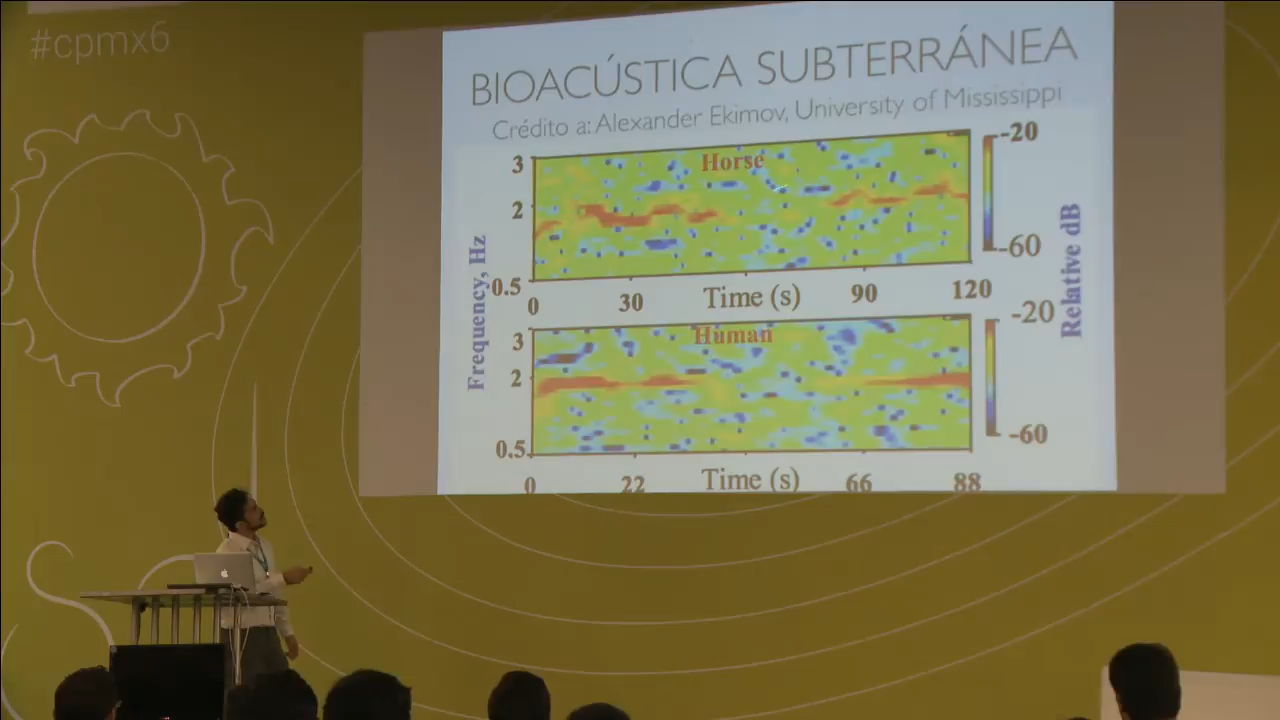 #cpmx6
BIOACÚSTICA SUBTERRÁNEA
Crédito a: Alexander Ekimov, University of Mississippi
Frequency, Hz
3
2
0.5
Horse
0
30
Time (s)
90
120
-20
-60
Relative dB
3
2
0.5
Human
0
22
Time (s)
66
88
-20
-60